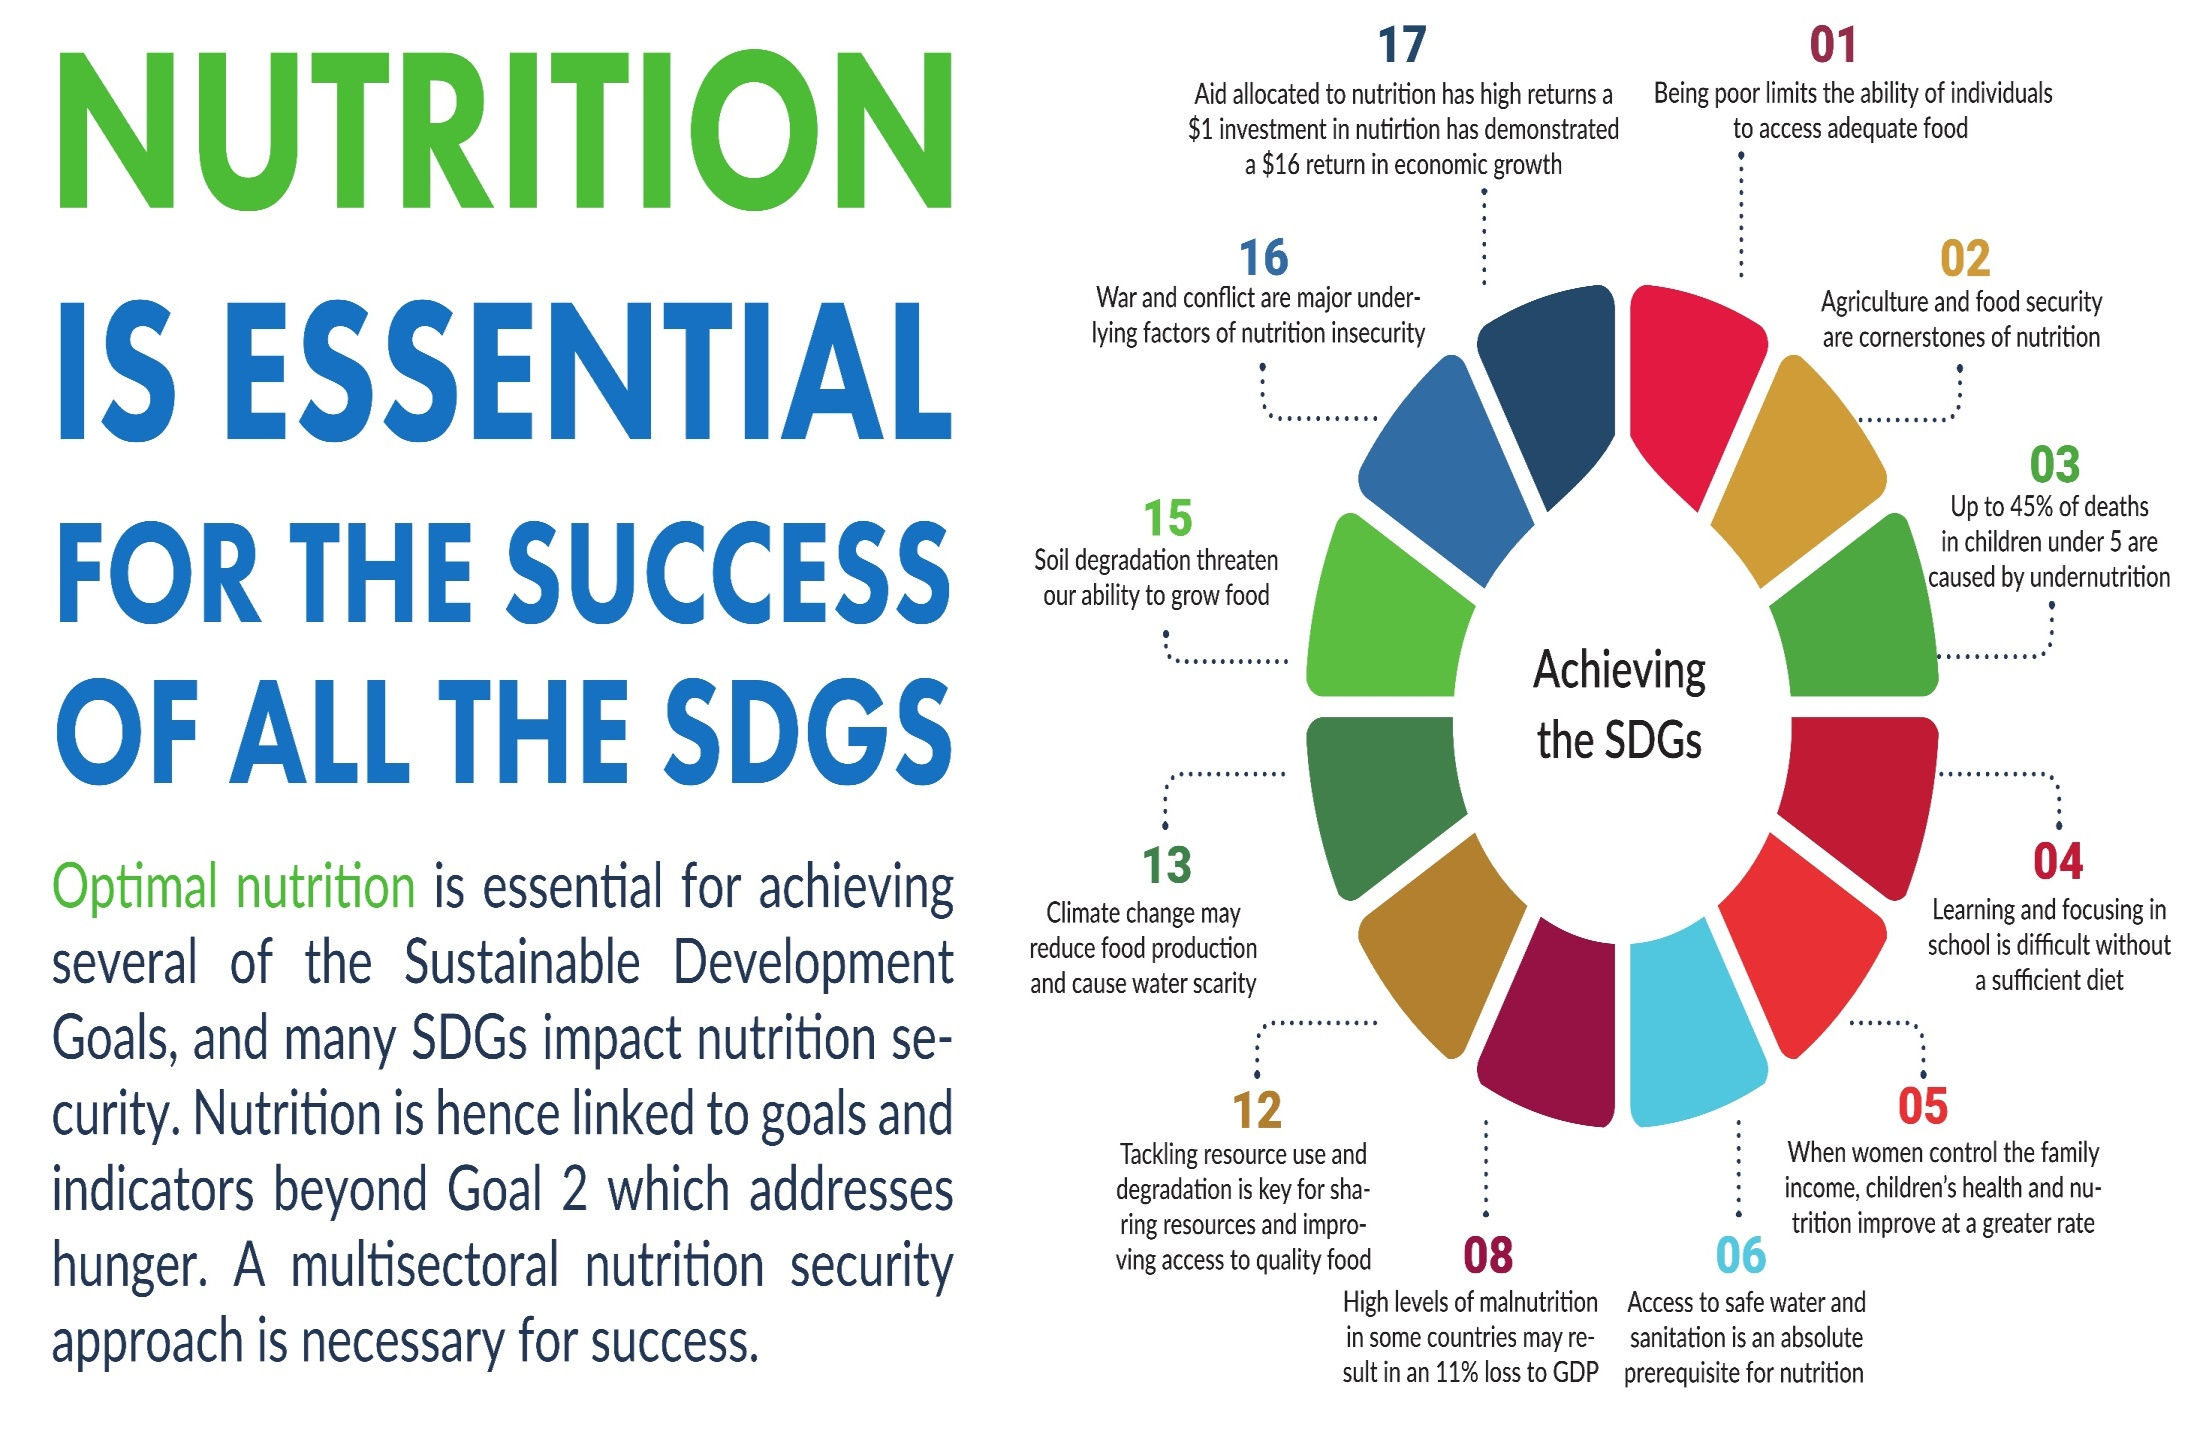 NUTRITION
IS ESSENTIAL
FOR THE SUCCESS
OF ALL THE SDGS
Optimal nutrition is essential for achieving
several of the Sustainable Development
Goals, and many SDGs impact nutrition se-
curity. Nutrition is hence linked to goals and
indicators beyond Goal 2 which addresses
hunger. A multisectoral nutrition security
approach is necessary for success.
Achieving
the SDGs
01
Being poor limits the ability of individuals
to access adequate food
02
Agriculture and food security
are cornerstones of nutrition
03
Up to 45% of deaths
in children under 5 are
caused by undernutrition
04
Learning and focusing in
school is difficult without
a sufficient diet
05
When women control the family
income, children's health and nu-
trition improve at a greater rate
06
Access to safe water and
sanitation is an absolute
prerequisite for nutrition
08
High levels of malnutrition
in some countries may re-
sult in an 11% loss to GDP
12
Tackling resource use and
degradation is key for sha-
ring resources and impro-
ving access to quality food
13
Climate change may
reduce food production
and cause water scarity
15
Soil degradation threaten
our ability to grow food
16
War and conflict are major under-
lying factors of nutrition insecurity
17
Aid allocated to nutrition has high returns a
$1 investment in nutirtion has demonstrated
a $16 return in economic growth